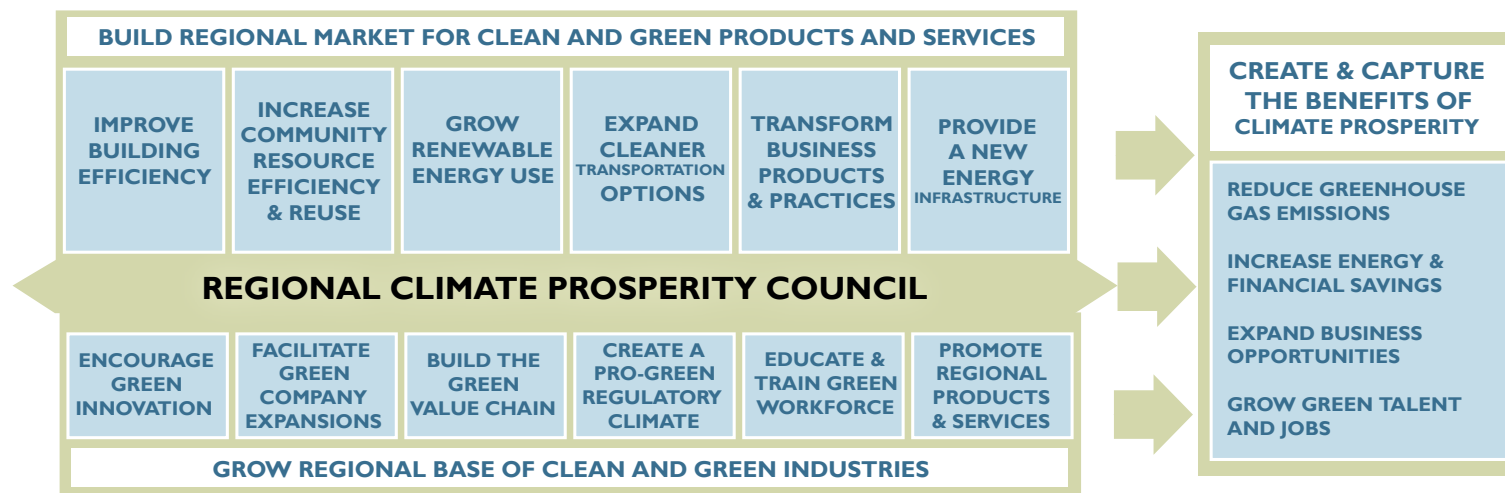 BUILD REGIONAL MARKET FOR CLEAN AND GREEN PRODUCTS AND SERVICES
IMPROVE
BUILDING
EFFICIENCY
INCREASE
COMMUNITY
RESOURCE
EFFICIENCY
& REUSE
GROW
RENEWABLE
ENERGY USE
EXPAND
CLEANER
TRANSPORTATION
OPTIONS
TRANSFORM
BUSINESS
PRODUCTS
& PRACTICES
PROVIDE
A NEW
ENERGY
INFRASTRUCTURE
REGIONAL CLIMATE PROSPERITY COUNCIL
ENCOURAGE
GREEN
INNOVATION
FACILITATE
GREEN
COMPANY
EXPANSIONS
BUILD THE
GREEN
VALUE CHAIN
CREATE A
PRO-GREEN
REGULATORY
CLIMATE
EDUCATE &
TRAIN GREEN
WORKFORCE
PROMOTE
REGIONAL
PRODUCTS
& SERVICES
GROW REGIONAL BASE OF CLEAN AND GREEN INDUSTRIES
CREATE & CAPTURE
THE BENEFITS OF
CLIMATE PROSPERITY
REDUCE GREENHOUSE
GAS EMISSIONS
INCREASE ENERGY &
FINANCIAL SAVINGS
EXPAND BUSINESS
OPPORTUNITIES
GROW GREEN TALENT
AND JOBS